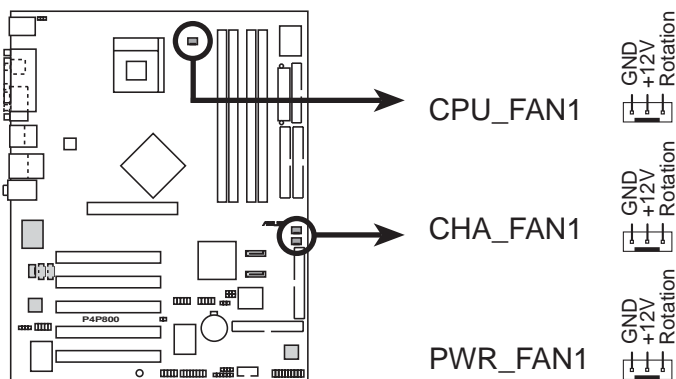 CPU_FAN1
GND
+12V
Rotation
CHA_FAN1
GND
+12V
Rotation
P4P800
PWR_FAN1
GND
+12V
Rotation